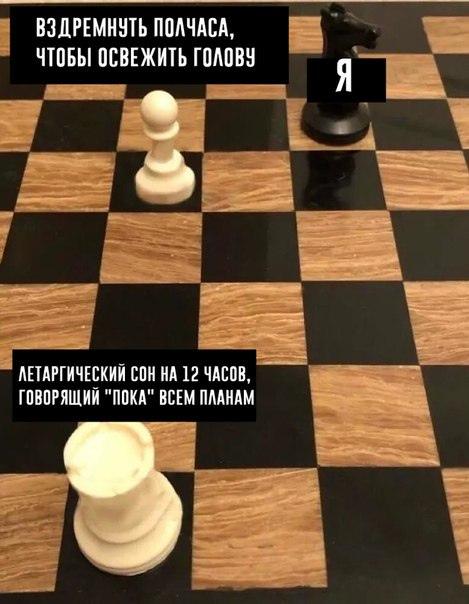 ВЗДРЕМНУТЬ ПОЛЧАСА,
ЧТОБЫ ОСВЕЖИТЬ ГОЛОВУ
Я
ЛЕТАРГИЧЕСКИЙ СОН НА 12 ЧАСОВ,
ГОВОРЯЩИЙ "ПОКА" ВСЕМ ПЛАНАМ